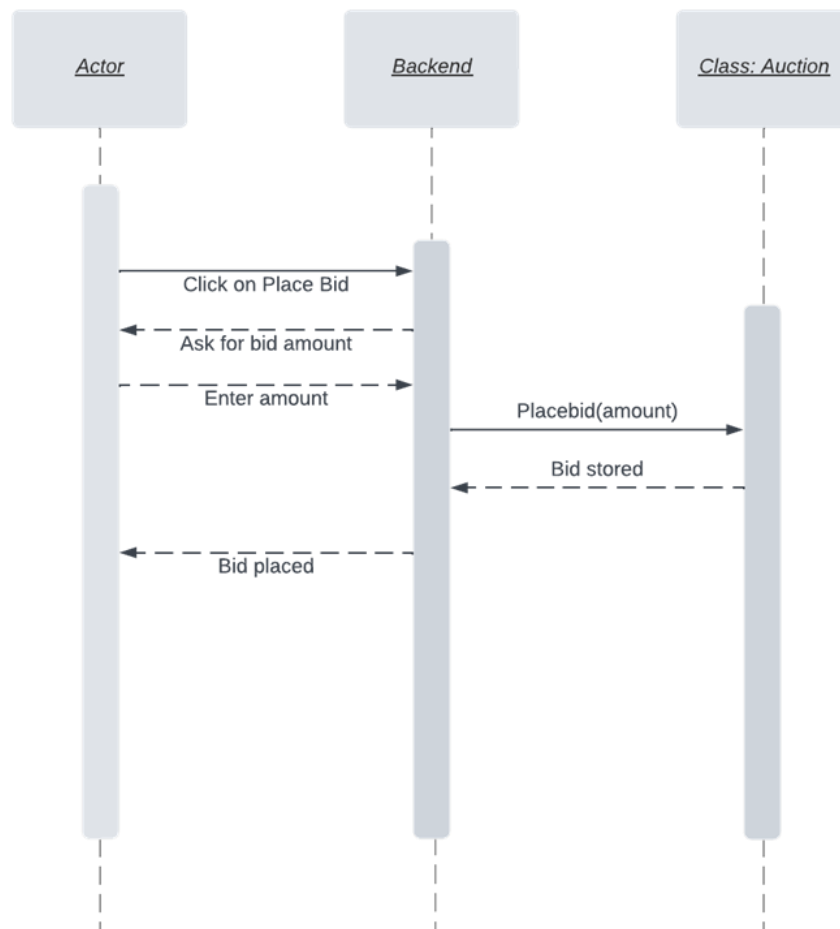 Actor
Backend
Class: Auction
Click on Place Bid
Ask for bid amount
Enter amount
Placebid(amount)
Bid stored
Bid placed